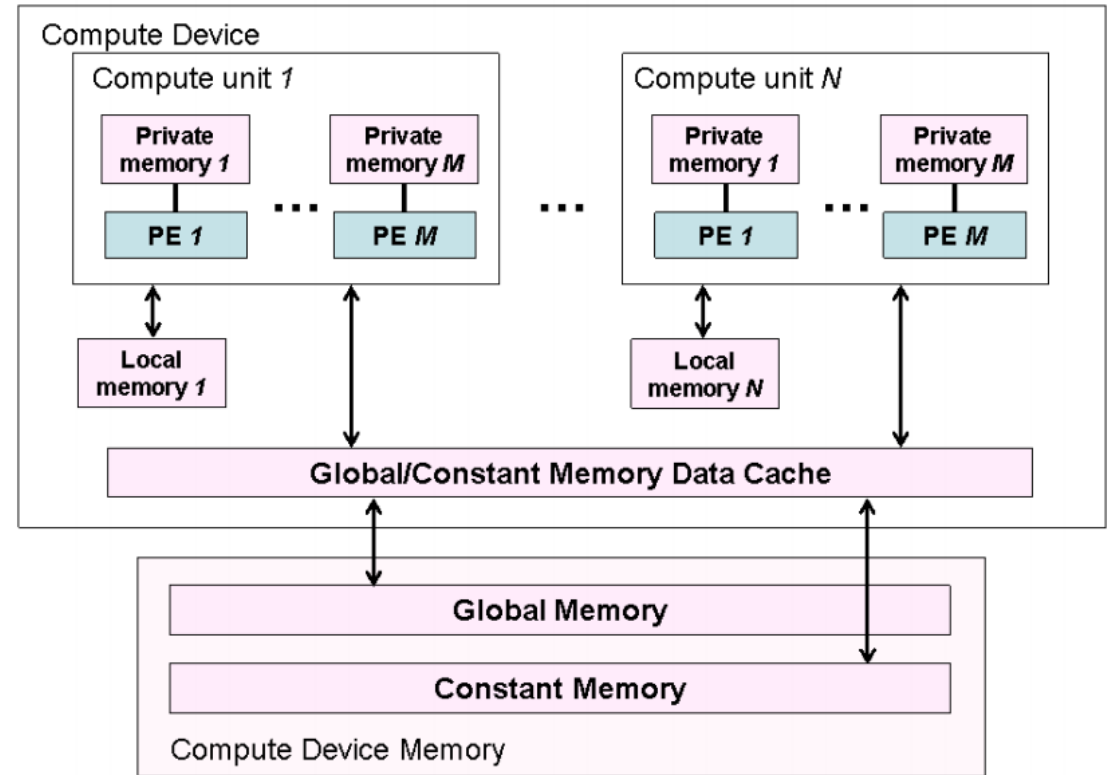 Compute Device
Compute unit 1
Compute unit N
Private
memory 1
Private
memory M
Private
memory 1
Private
memory M
...
...
...
PE 1
PE M
PE 1
PE M
Local
memory 1
Local
memory N
Global/Constant Memory Data Cache
Global Memory
Constant Memory
Compute Device Memory